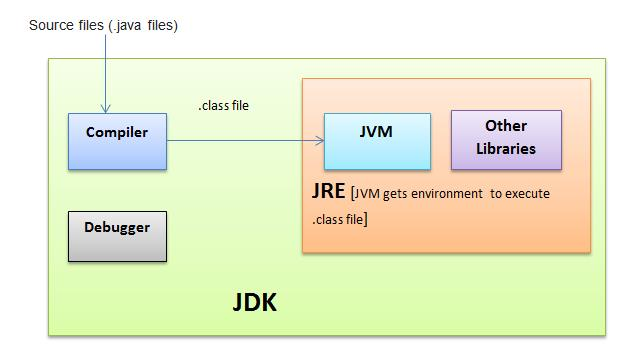 Source files (.java files)
.class file
Compiler
JVM
Other
Libraries
JRE [JVM gets environment to execute
.class file]
Debugger
JDK